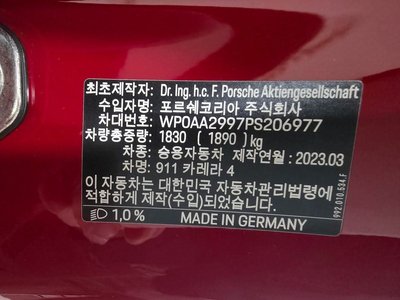 최초제작자: Dr. Ing. h.c. F. Porsche Aktiengesellschaft
수입자명: 포르쉐코리아 주식회사
차대번호: WP0AA2997PS206977
차량총중량: 1830 ( 1890 ) kg
차종: 승용자동차 제작연월: 2023.03
차명: 911 카레라 4
이 자동차는 대한민국 자동차관리법령에
적합하게 제작(수입)되었습니다.
1,0% MADE IN GERMANY
992.010.534.F